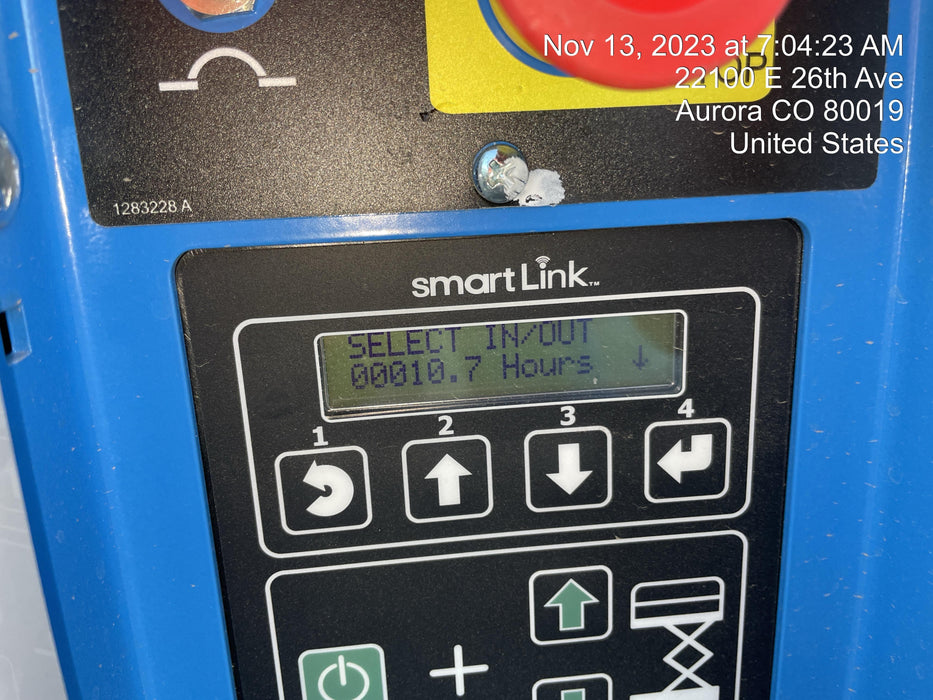 Nov 13, 2023 at 7:04:23 AM
22100 E 26th Ave
Aurora CO 80019
United States
1283228 A
smartLink™
SELECT IN/OUT
00010.7 Hours ↓
1 2 3 4